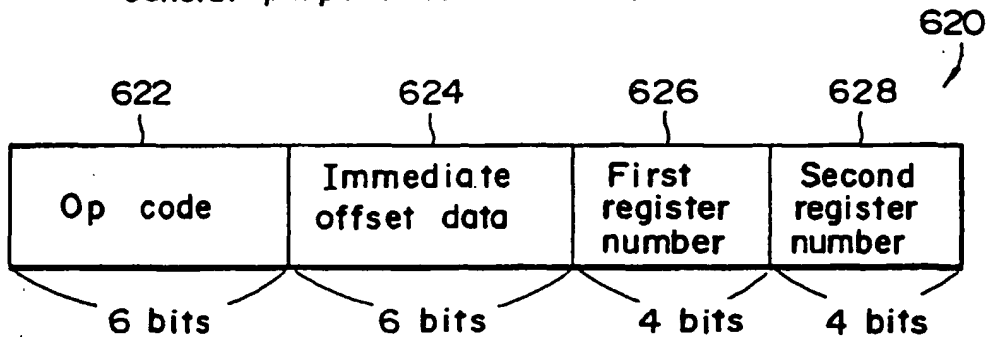 620
622 624 626 628
Op code
Immediate
offset data
First
register
number
Second
register
number
6 bits 6 bits 4 bits 4 bits